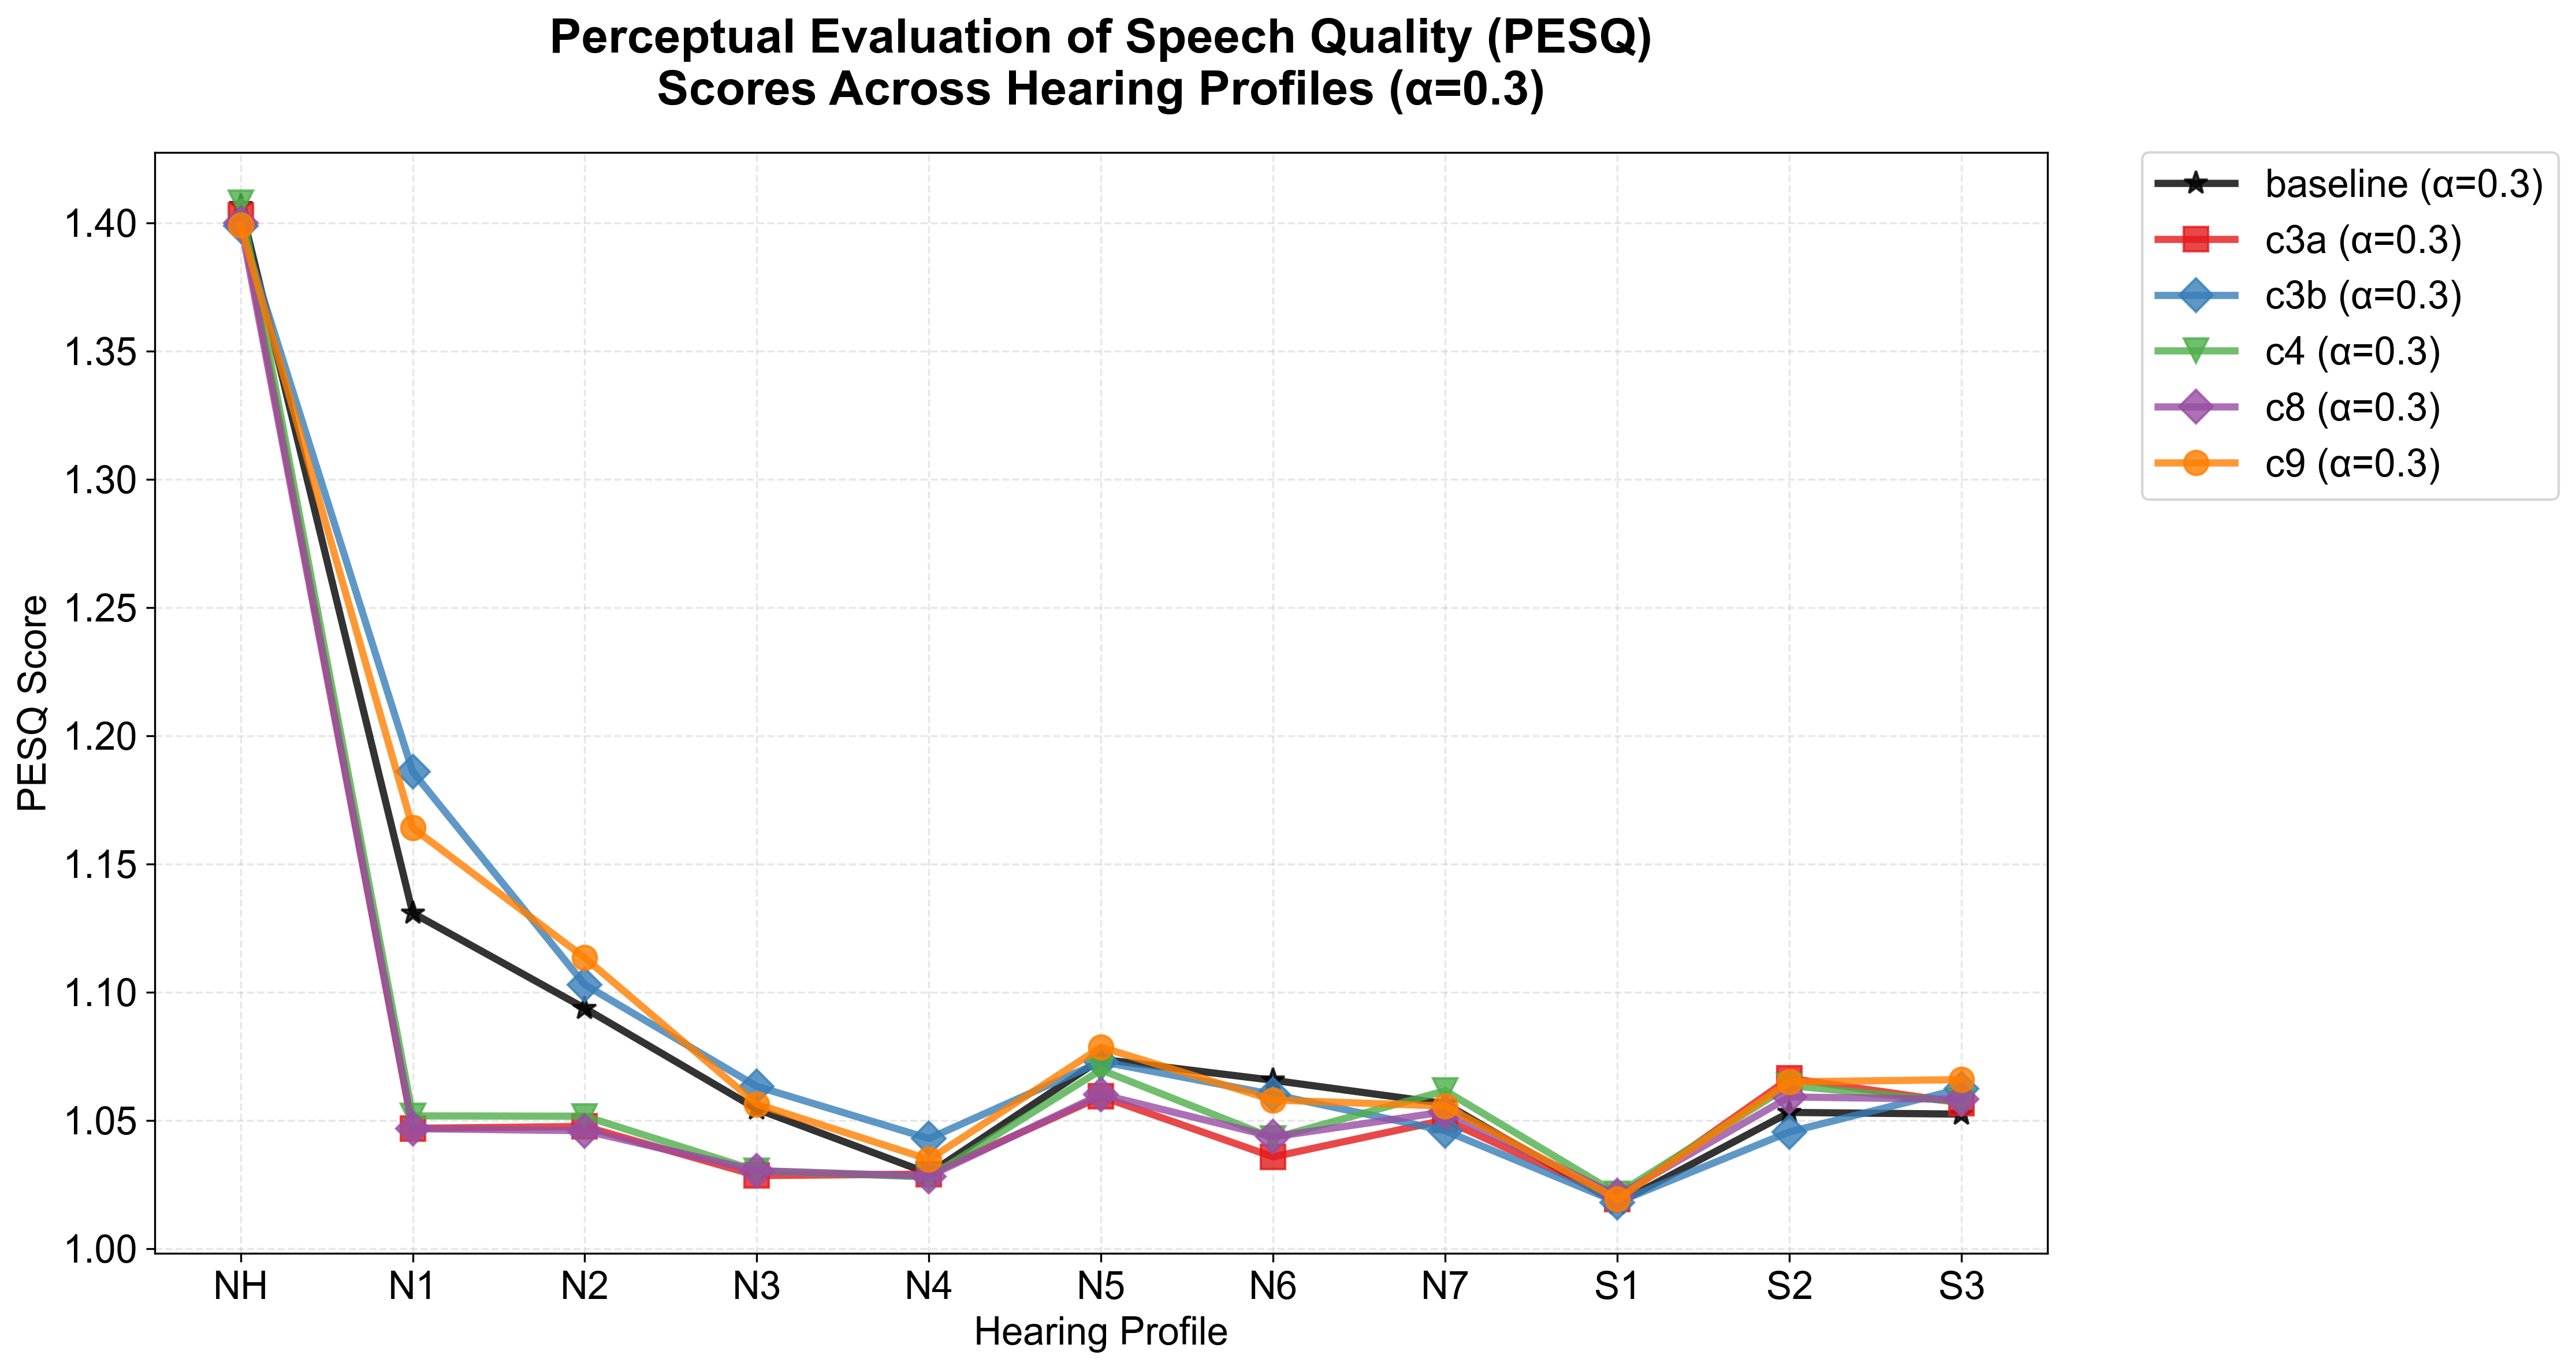 Perceptual Evaluation of Speech Quality (PESQ)
Scores Across Hearing Profiles (α=0.3)
baseline (α=0.3)
c3a (α=0.3)
c3b (α=0.3)
c4 (α=0.3)
c8 (α=0.3)
c9 (α=0.3)
PESQ Score
1.40
1.35
1.30
1.25
1.20
1.15
1.10
1.05
1.00
NH N1 N2 N3 N4 N5 N6 N7 S1 S2 S3
Hearing Profile